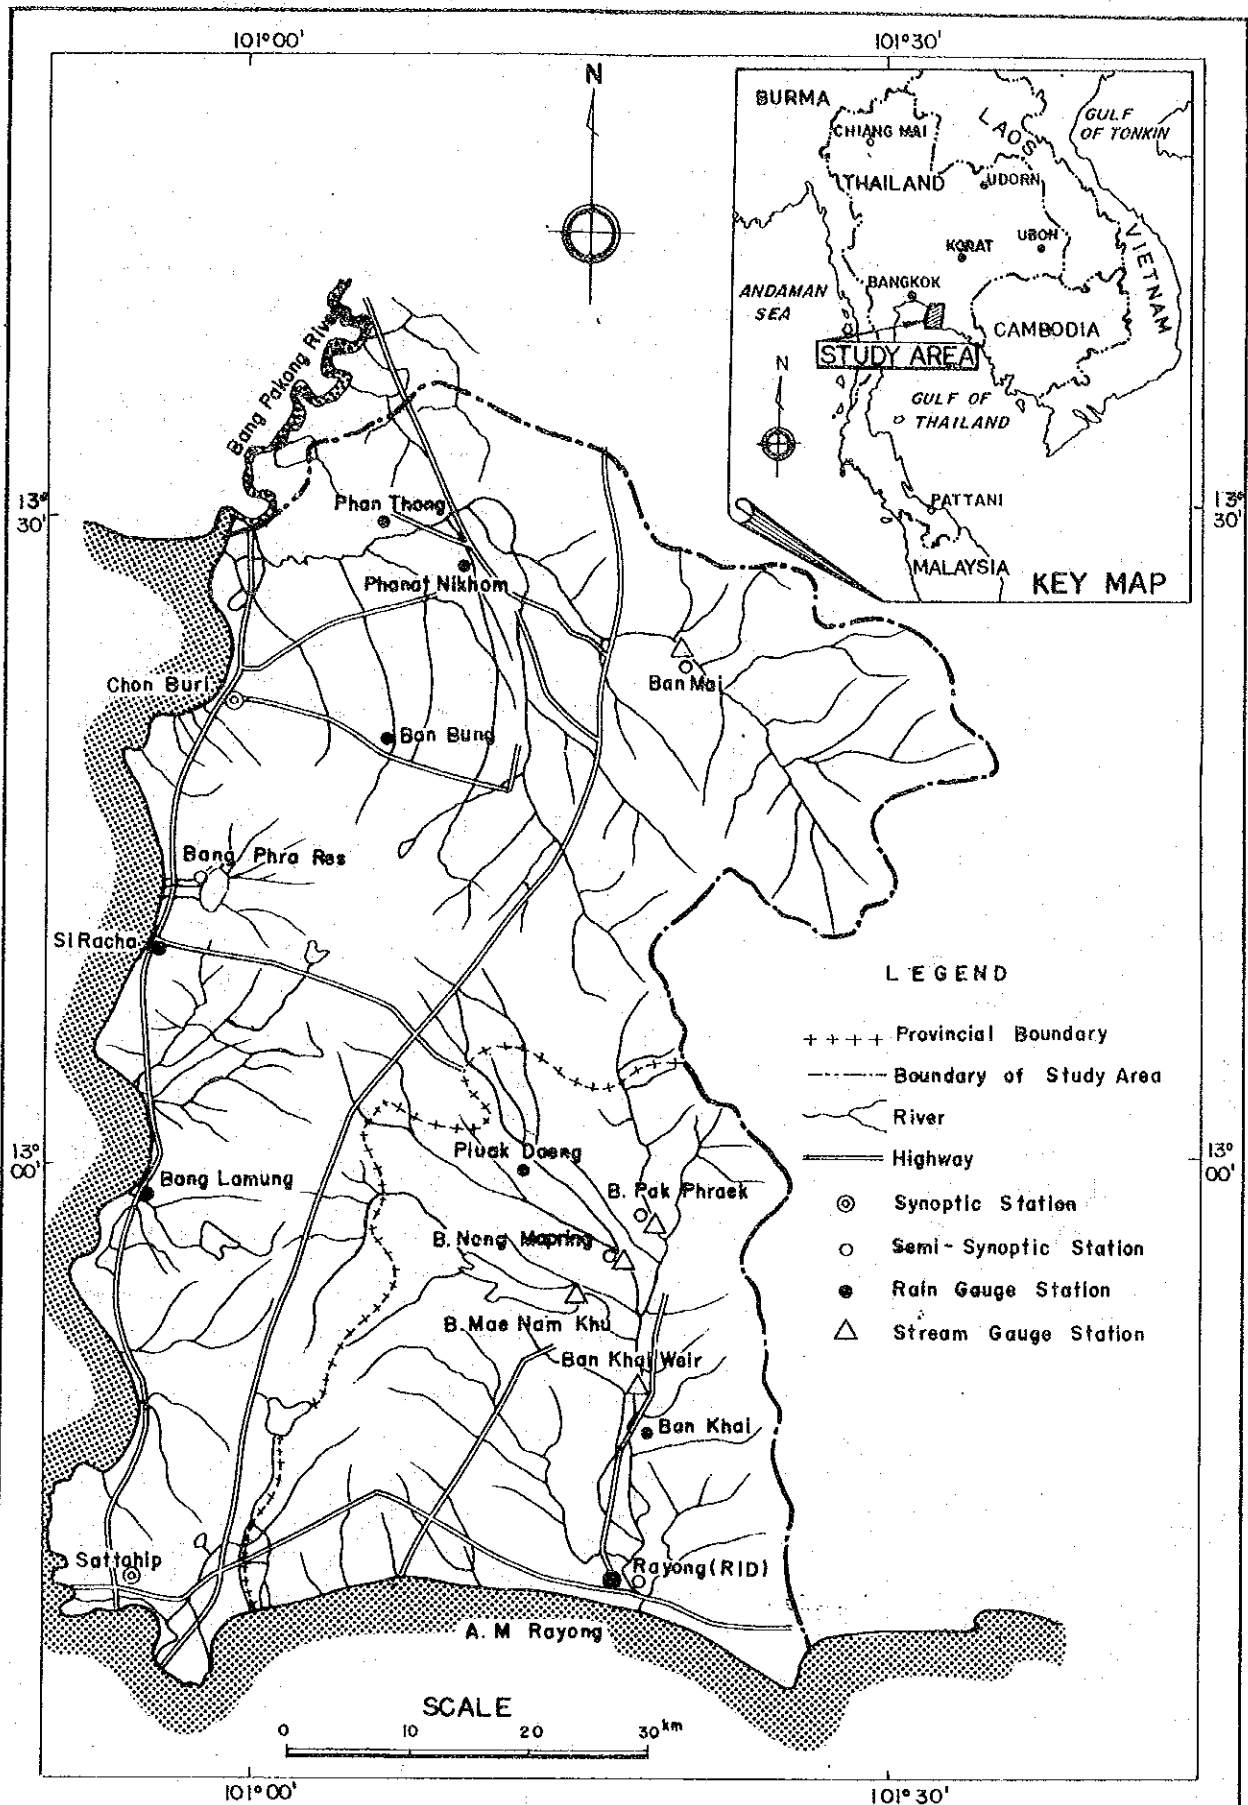 101°00'
101°30'
N
BURMA
CHIANG MAI
LAOS
GULF
OF TONKIN
THAILAND
UDORN
KORAT
UBON
VIETNAM
BANGKOK
ANDAMAN
SEA
CAMBODIA
STUDY AREA
N
GULF OF
THAILAND
PATTANI
MALAYSIA
KEY MAP
Bang Pakong River
13°
30'
13°
30'
Phan Thong
Phanat Nikhom
Chon Buri
Ban Mai
Ban Bung
Bang Phra Res
SI Racha
LEGEND
Provincial Boundary
Boundary of Study Area
River
Highway
Synoptic Station
Semi-Synoptic Station
Rain Gauge Station
Stream Gauge Station
13°
00'
13°
00'
Pluak Daeng
Bang Lamung
B. Pak Phraek
B. Nong Mapring
B. Mae Nam Khu
Ban Khai Weir
Ban Khai
Sattahip
Rayong (RID)
A. M Rayong
SCALE
0 10 20 30 km
101°00'
101°30'